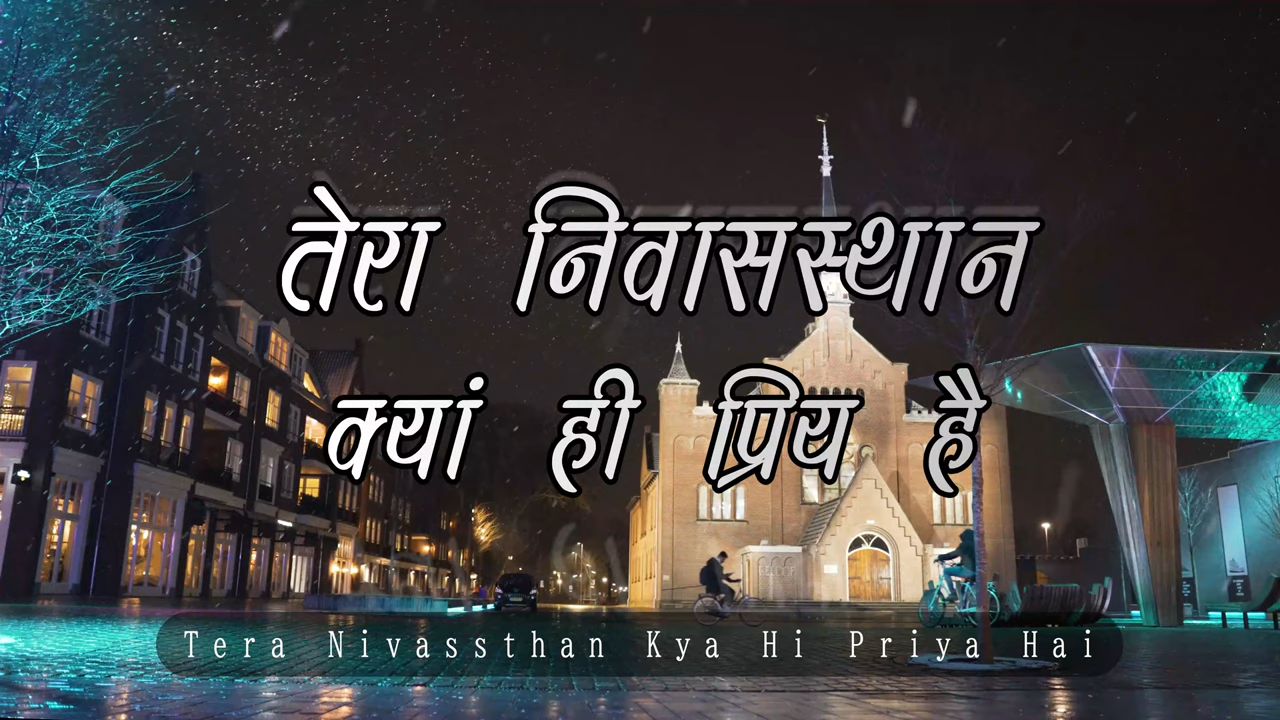 तेरा निवासस्थान
क्यां ही प्रिय है
Tera Nivassthan Kya Hi Priya Hai